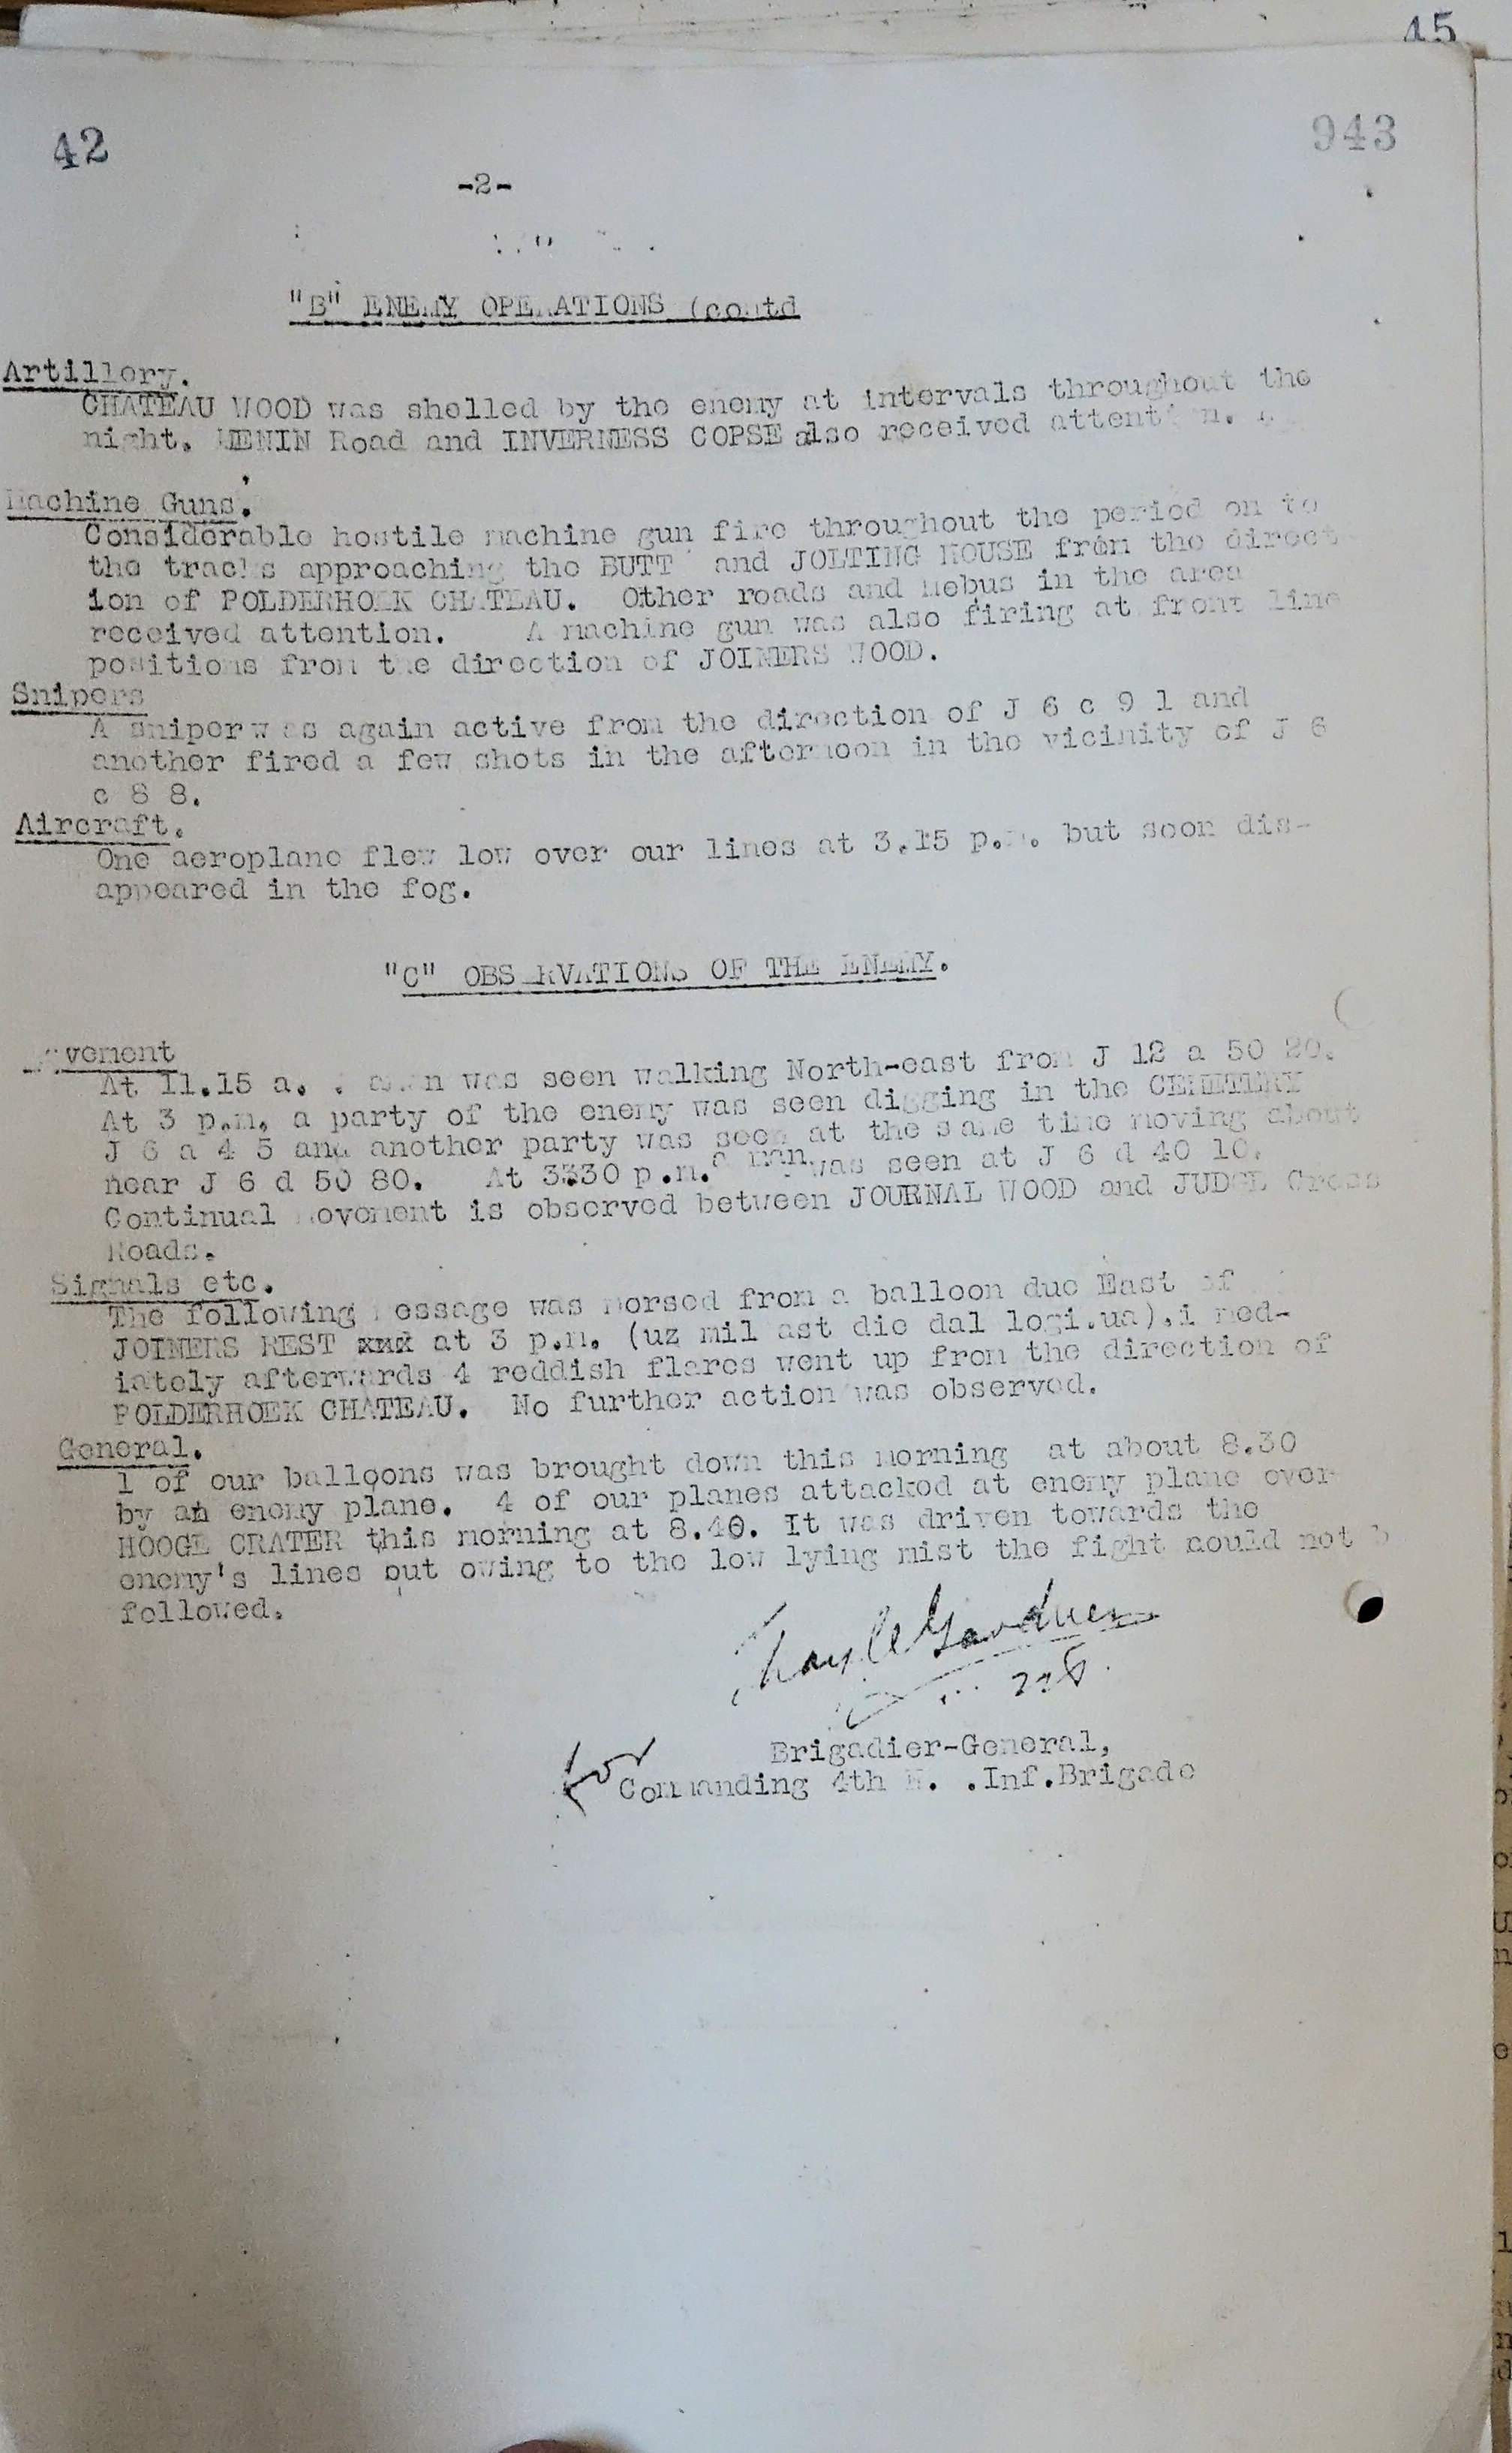 45
42
943
-2-
"B" ENEMY OPERATIONS (contd
Artillery.
CHATEAU WOOD was shelled by the enemy at intervals throughout the
night. MENIN Road and INVERNESS COPSE also received attention.
Machine Guns.
Considerable hostile machine gun fire throughout the period on to
the tracks approaching the BUTT and JOLTING HOUSE from the direct
ion of POLDERHOEK CHATEAU. Other roads and Mebus in the area
received attention. A machine gun was also firing at front line
positions from the direction of JOINERS WOOD.
Snipers
A sniper was again active from the direction of J 6 c 9 1 and
another fired a few shots in the afternoon in the vicinity of J 6
c 8 8.
Aircraft.
One aeroplane flew low over our lines at 3.15 p.m. but soon dis-
appeared in the fog.
"C" OBSERVATIONS OF THE ENEMY.
Movement
At 11.15 a.m. a man was seen walking North-east from J 12 a 50 20.
At 3 p.m. a party of the enemy was seen digging in the CEMETERY
J 6 a 4 5 and another party was seen at the same time moving about
near J 6 d 50 80. At 3330 p.m. a man was seen at J 6 d 40 10.
Continual movement is observed between JOURNAL WOOD and JUDGE Cross
Roads.
Signals etc.
The following message was morsed from a balloon due East of
JOINERS REST xxx at 3 p.m. (uz mil ast die dal logi.ua).immed-
iately afterwards 4 reddish flares went up from the direction of
POLDERHOEK CHATEAU. No further action was observed.
General.
1 of our balloons was brought down this morning at about 8.30
by an enemy plane. 4 of our planes attacked at enemy plane over
HOOGE CRATER this morning at 8.40. It was driven towards the
enemy's lines but owing to the low lying mist the fight could not b
followed.
for
Brigadier-General,
Commanding 4th N. .Inf.Brigade